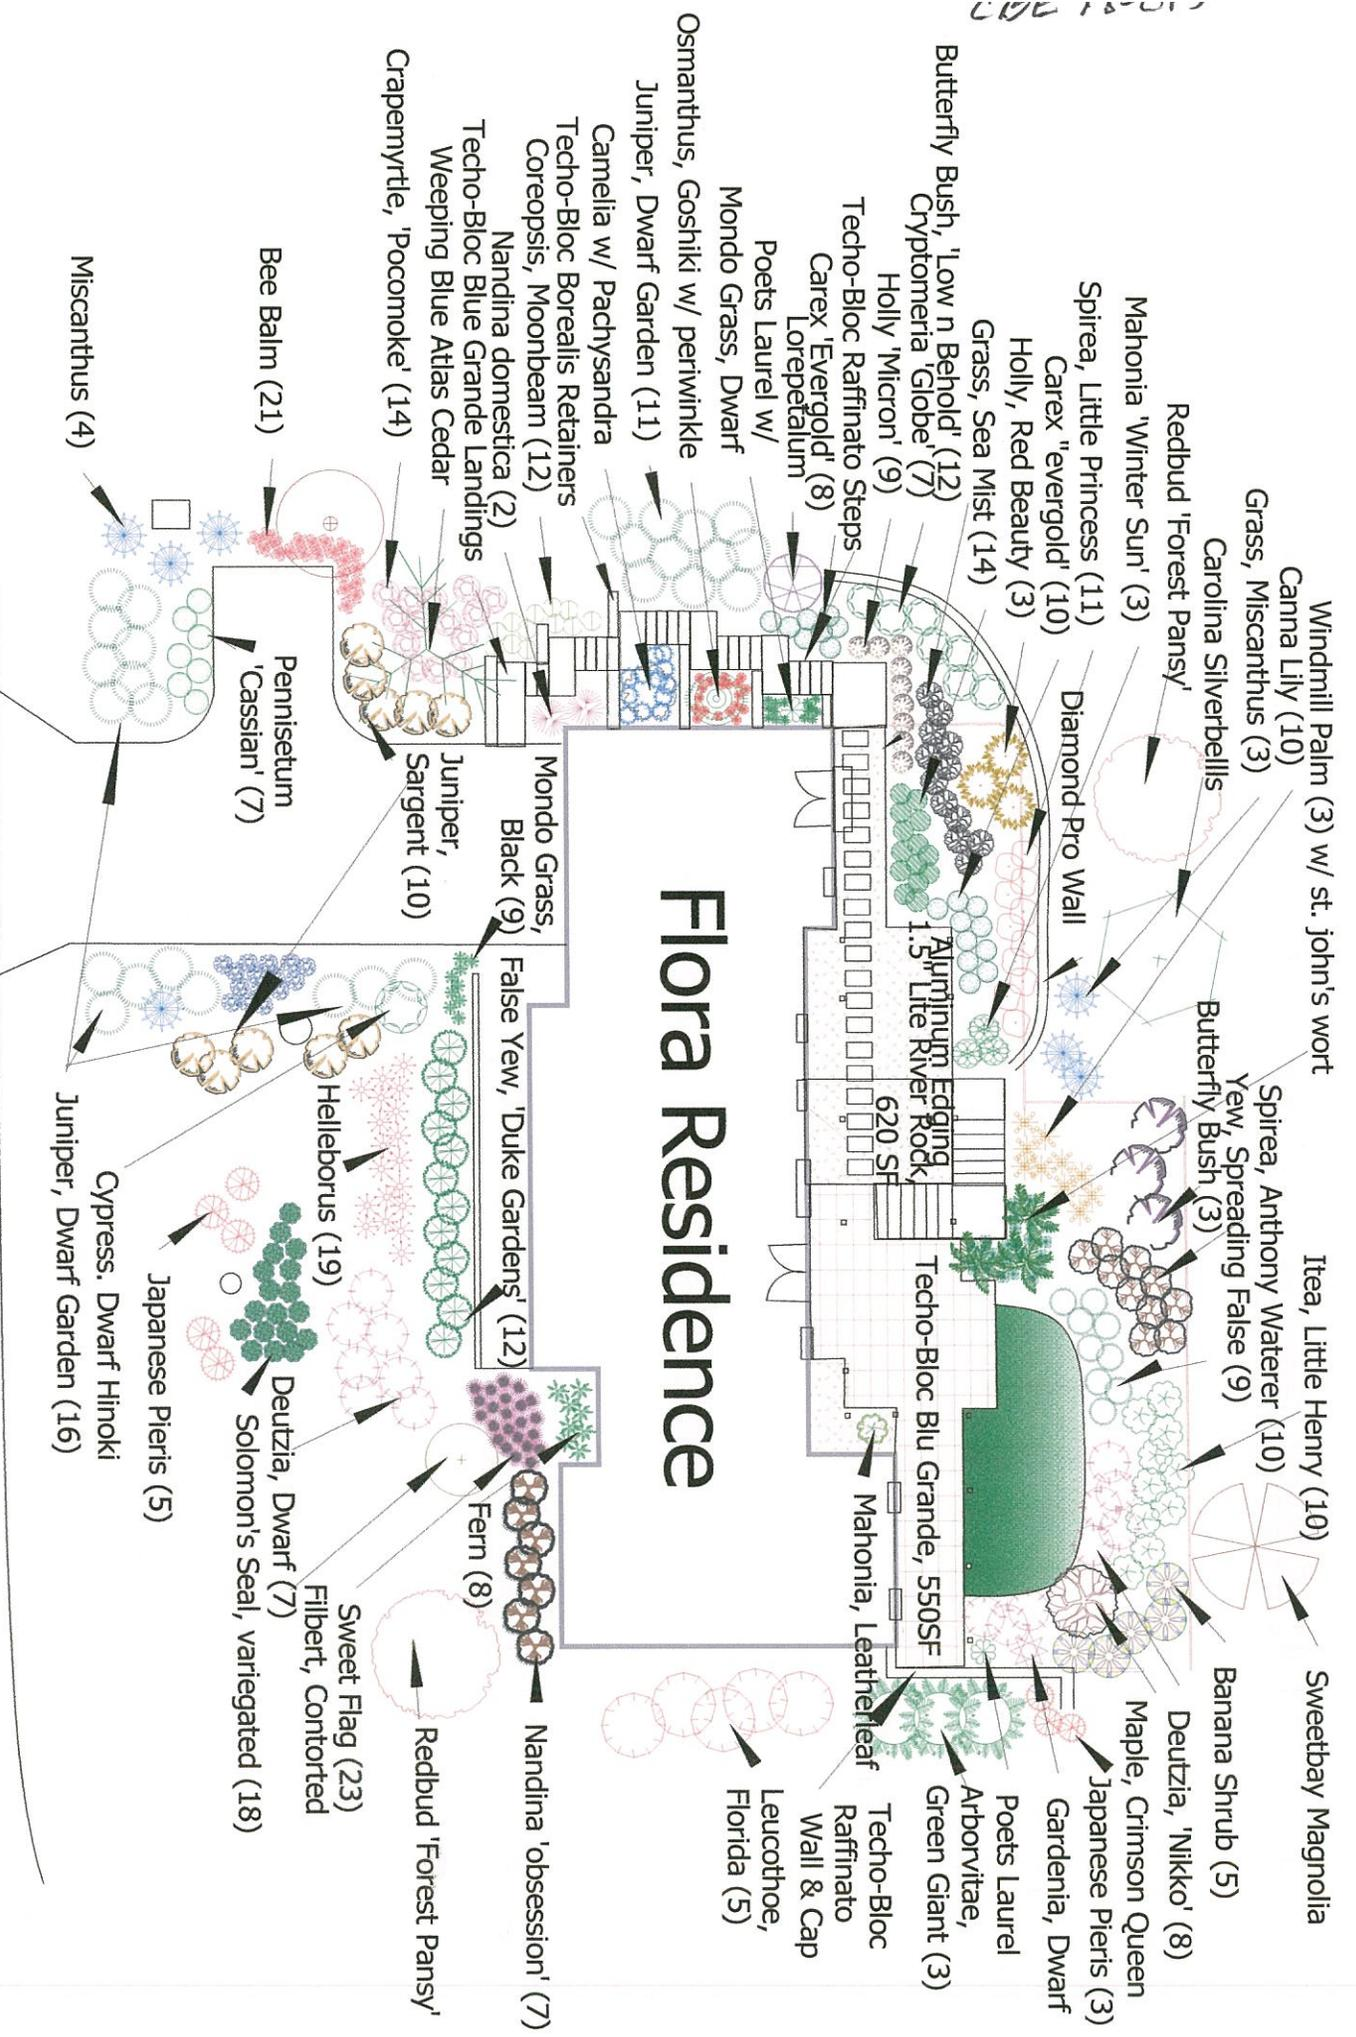 Sweetbay Magnolia
Itea, Little Henry (10)
Windmill Palm (3) w/ st. john's wort
Canna Lily (10)
Grass, Miscanthus (3)
Carolina Silverbells
Redbud 'Forest Pansy'
Mahonia 'Winter Sun' (3)
Spirea, Little Princess (11)
Carex "evergold' (10)
Holly, Red Beauty (3)
Grass, Sea Mist (14)
Butterfly Bush, 'Low n Behold' (12)
Cryptomeria 'Globe' (7)
Holly 'Micron' (9)
Techo-Bloc Raffinato Steps
Carex 'Evergold' (8)
Lorepetalum
Poets Laurel w/
Mondo Grass, Dwarf
Osmanthus, Goshiki w/ periwinkle
Juniper, Dwarf Garden (11)
Camelia w/ Pachysandra
Techo-Bloc Borealis Retainers
Coreopsis, Moonbeam (12)
Nandina domestica (2)
Techo-Bloc Blue Grande Landings
Weeping Blue Atlas Cedar
Crapemyrtle, 'Pocomoke' (14)
Bee Balm (21)
Miscanthus (4)
Spirea, Anthony Waterer (10)
Yew, Spreading False (9)
Butterfly Bush (3)
Diamond Pro Wall
Aluminum Edging
1.5" Lite River Rock,
620 SF
Techo-Bloc Blu Grande, 550SF
Mahonia, Leatherleaf
Flora Residence
Mondo Grass,
Black (9)
False Yew, 'Duke Gardens' (12)
Juniper,
Sargent (10)
Pennisetum
'Cassian' (7)
Helleborus (19)
Cypress. Dwarf Hinoki
Juniper, Dwarf Garden (16)
Japanese Pieris (5)
Fern (8)
Deutzia, Dwarf (7)
Solomon's Seal, variegated (18)
Sweet Flag (23)
Filbert, Contorted
Redbud 'Forest Pansy'
Nandina 'obsession' (7)
Banana Shrub (5)
Deutzia, 'Nikko' (8)
Maple, Crimson Queen
Japanese Pieris (3)
Gardenia, Dwarf
Poets Laurel
Arborvitae,
Green Giant (3)
Techo-Bloc
Raffinato
Wall & Cap
Leucothoe,
Florida (5)